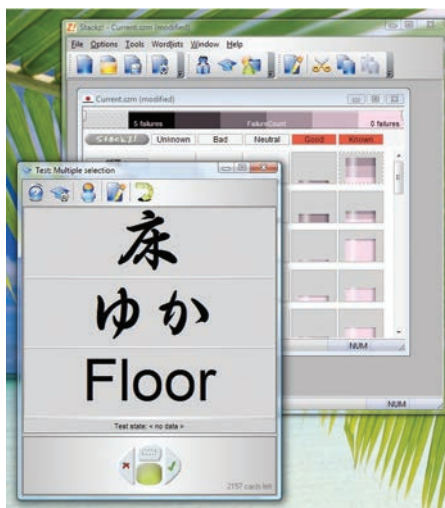 Stackz! - Current.szm (modified)
File Options Tools Wordlists Window Help
Current.szm (modified)
5 failures FailureCount 0 failures
Stackz! Unknown Bad Neutral Good Known
Test: Multiple selection
床
ゆか
Floor
NUM
Test state: < no data >
NUM
2157 cards left